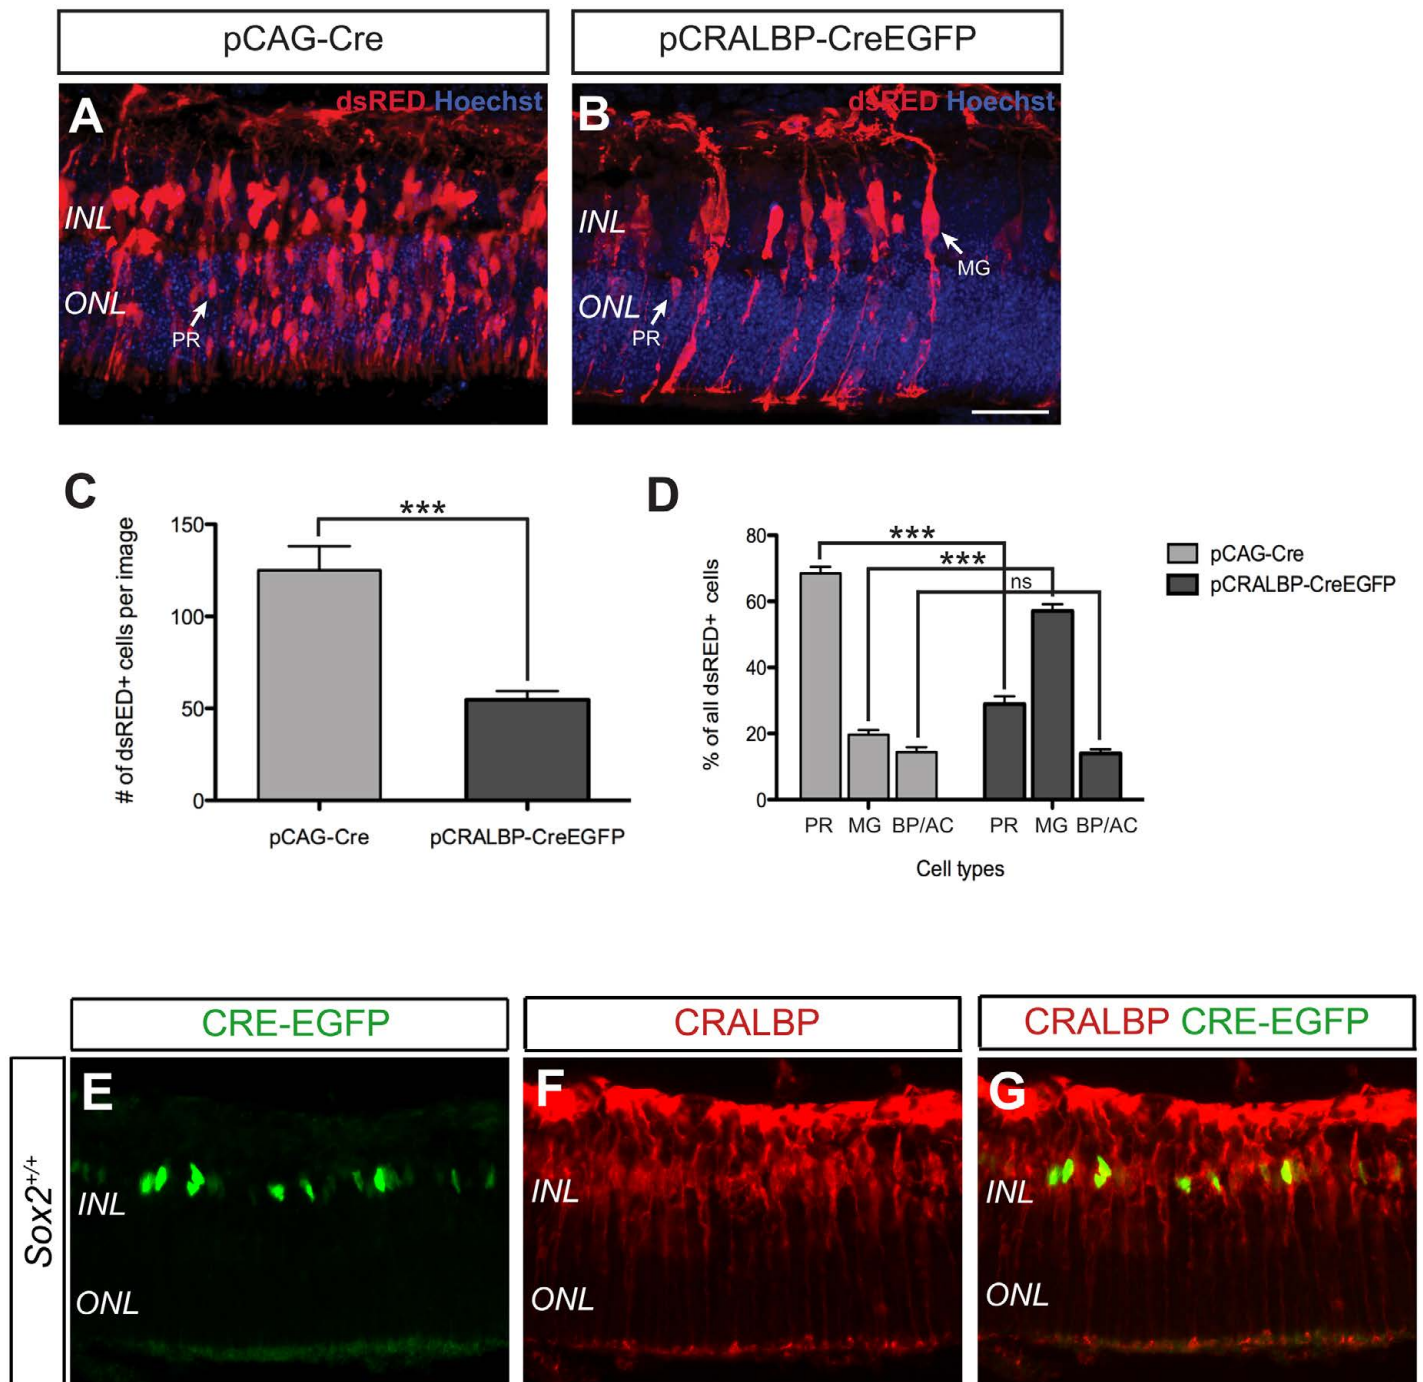 pCAG-Cre
pCRALBP-CreEGFP
A
dsRED Hoechst
INL
ONL
PR
B
dsRED Hoechst
INL
MG
ONL
PR
C
# of dsRED+ cells per image
150
100
50
0
***
pCAG-Cre
pCRALBP-CreEGFP
D
% of all dsRED+ cells
80
60
40
20
0
***
***
ns
PR MG BP/AC PR MG BP/AC
Cell types
pCAG-Cre
pCRALBP-CreEGFP
CRE-EGFP
CRALBP
CRALBP CRE-EGFP
Sox2+/+
E
INL
ONL
F
INL
ONL
G
INL
ONL